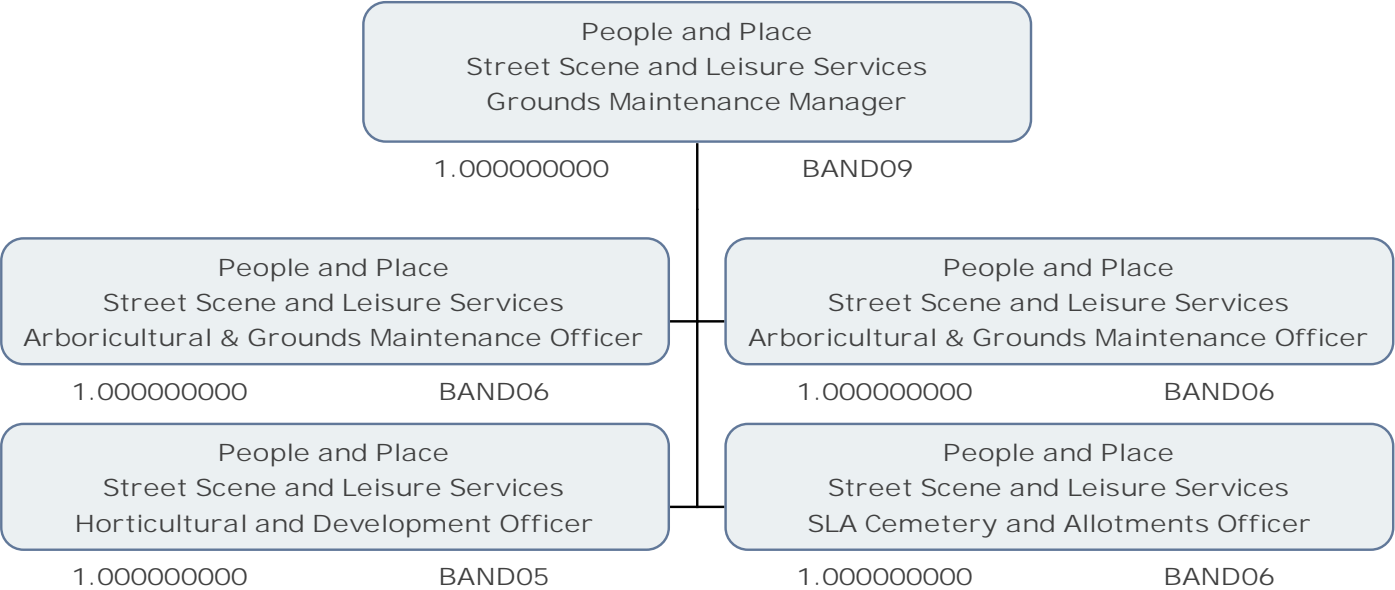 People and Place
Street Scene and Leisure Services
Grounds Maintenance Manager
1.000000000 BAND09
People and Place
Street Scene and Leisure Services
Arboricultural & Grounds Maintenance Officer
1.000000000 BAND06
People and Place
Street Scene and Leisure Services
Arboricultural & Grounds Maintenance Officer
1.000000000 BAND06
People and Place
Street Scene and Leisure Services
Horticultural and Development Officer
1.000000000 BAND05
People and Place
Street Scene and Leisure Services
SLA Cemetery and Allotments Officer
1.000000000 BAND06